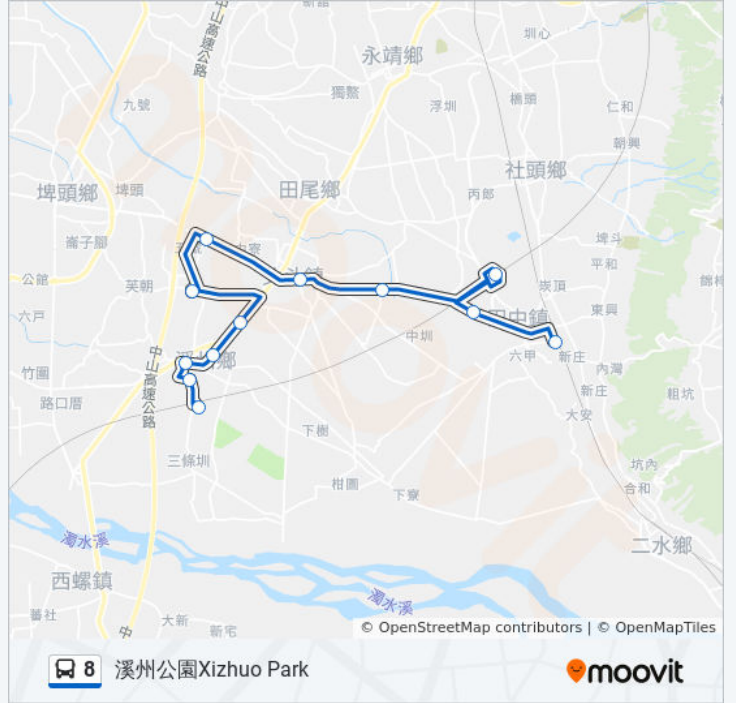 中山高速公路
圳心
永靖鄉
獨鰲
九號
浮圳
橋頭
仁和
朝興
社頭鄉
埤頭鄉
埤頭
田尾鄉
丙郎
崙子腳
埤斗
平和
公館
芙朝
崁頂
錦梓
六戶
東興
田中鎮
中圳
六甲
新庄
中山高速公路
竹圍
內灣
新庄
粗坑
路口厝
大安
下樹
三條圳
坑內
柑園
下寮
合和
濁水溪
二水鄉
西螺鎮
濁水溪
蕃社
大新
新宅
中
© OpenStreetMap contributors | © OpenMapTiles
8 溪州公園Xizhuo Park
moovit